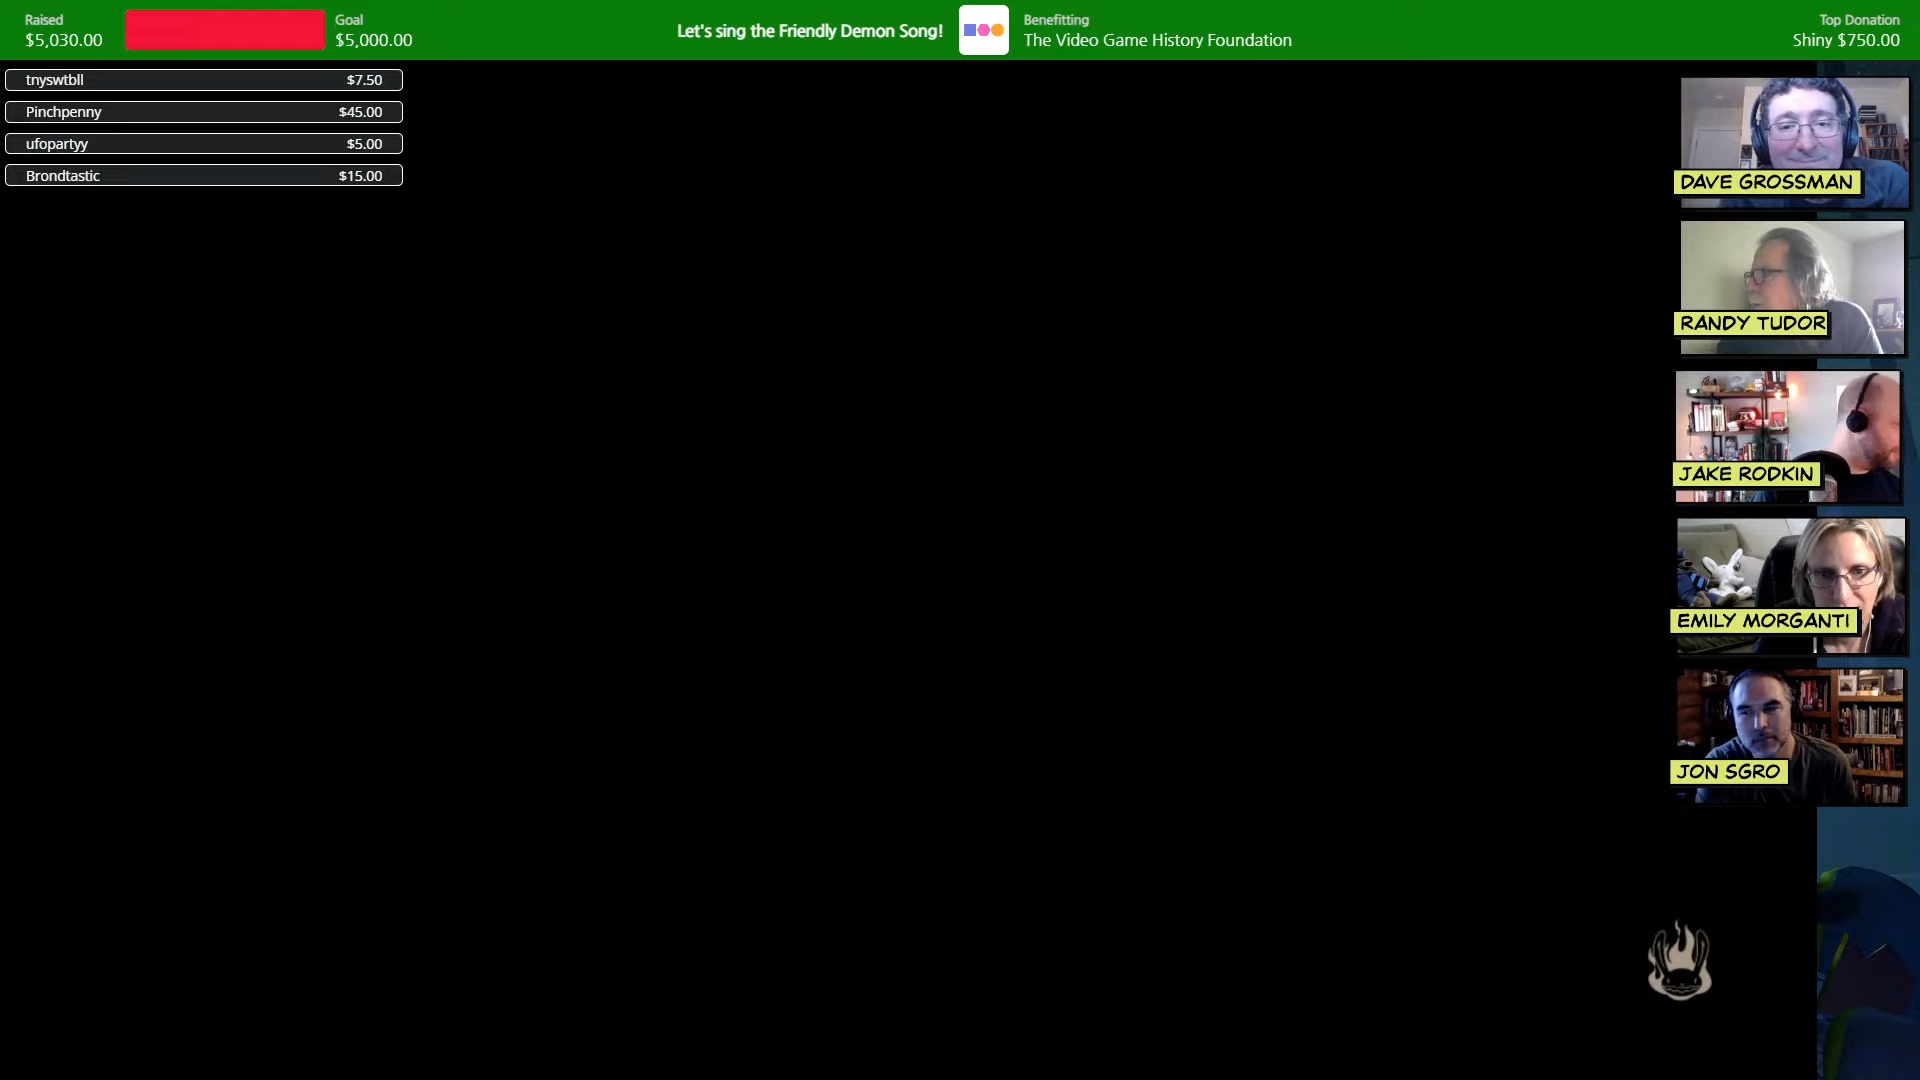 Raised
$5,030.00
Goal
$5,000.00
Let's sing the Friendly Demon Song!
Benefitting
The Video Game History Foundation
Top Donation
Shiny $750.00
tnyswtbll $7.50
Pinchpenny $45.00
ufopartyy $5.00
Brondtastic $15.00
DAVE GROSSMAN
RANDY TUDOR
JAKE RODKIN
EMILY MORGANTI
JON SGRO